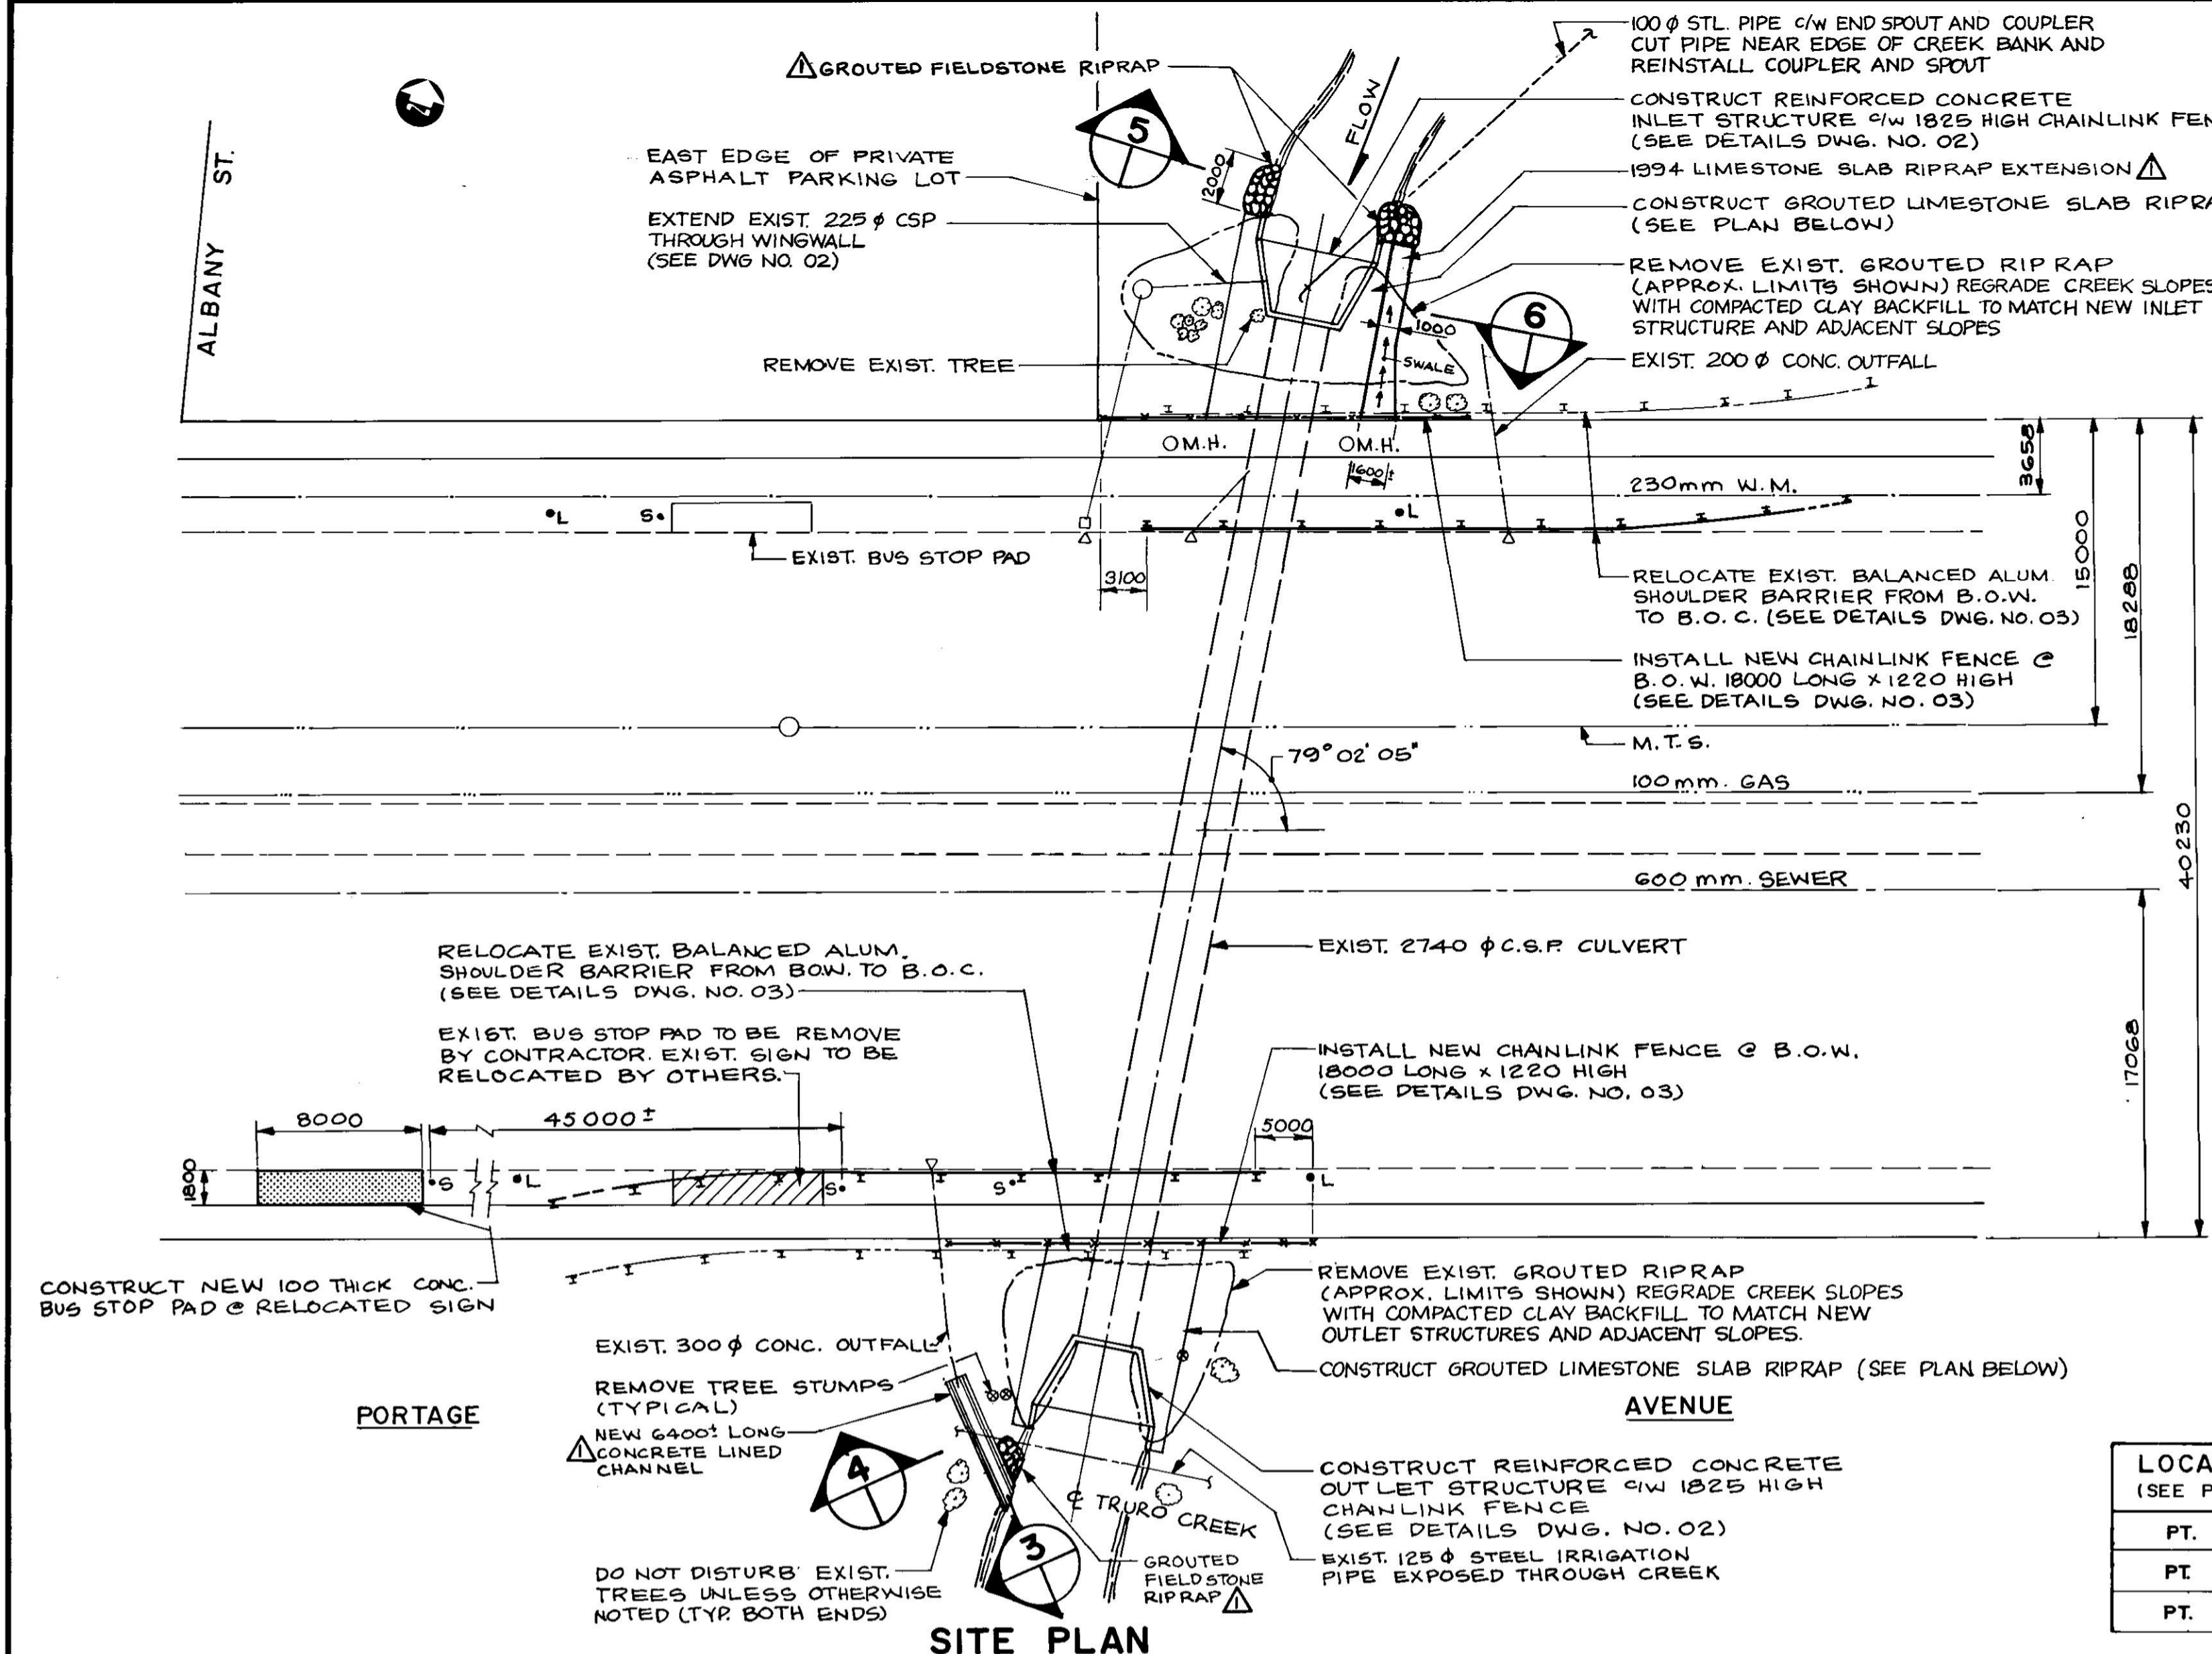 100 φ STL. PIPE C/W END SPOUT AND COUPLER
CUT PIPE NEAR EDGE OF CREEK BANK AND
REINSTALL COUPLER AND SPOUT
1 GROUTED FIELDSTONE RIPRAP
FLOW
CONSTRUCT REINFORCED CONCRETE
INLET STRUCTURE C/W 1825 HIGH CHAINLINK FEN
(SEE DETAILS DWG. NO. 02)
5
ALBANY ST.
EAST EDGE OF PRIVATE
ASPHALT PARKING LOT
2000
1994 LIMESTONE SLAB RIPRAP EXTENSION 1
CONSTRUCT GROUTED LIMESTONE SLAB RIPRA
(SEE PLAN BELOW)
EXTEND EXIST. 225 φ CSP
THROUGH WINGWALL
(SEE DWG NO. 02)
REMOVE EXIST. GROUTED RIP RAP
(APPROX. LIMITS SHOWN) REGRADE CREEK SLOPES
WITH COMPACTED CLAY BACKFILL TO MATCH NEW INLET
STRUCTURE AND ADJACENT SLOPES
6
1000
REMOVE EXIST. TREE
SWALE
EXIST. 200 φ CONC. OUTFALL
O M.H.
O M.H.
1600±
3658
230mm W.M.
•L
S•
•L
EXIST. BUS STOP PAD
3100
15000
18288
RELOCATE EXIST. BALANCED ALUM.
SHOULDER BARRIER FROM B.O.W.
TO B.O.C. (SEE DETAILS DWG. NO. 03)
INSTALL NEW CHAINLINK FENCE @
B.O.W. 18000 LONG X 1220 HIGH
(SEE DETAILS DWG. NO. 03)
M.T.S.
79° 02' 05"
100 mm. GAS
40230
600 mm. SEWER
RELOCATE EXIST. BALANCED ALUM.
SHOULDER BARRIER FROM B.O.W. TO B.O.C.
(SEE DETAILS DWG. NO. 03)
EXIST. 2740 φ C.S.P. CULVERT
EXIST. BUS STOP PAD TO BE REMOVE
BY CONTRACTOR. EXIST. SIGN TO BE
RELOCATED BY OTHERS.
INSTALL NEW CHAINLINK FENCE @ B.O.W.
18000 LONG X 1220 HIGH
(SEE DETAILS DWG. NO. 03)
17068
8000
45000±
5000
1800
•S
•L
S•
S•
•L
CONSTRUCT NEW 100 THICK CONC.
BUS STOP PAD @ RELOCATED SIGN
REMOVE EXIST. GROUTED RIPRAP
(APPROX. LIMITS SHOWN) REGRADE CREEK SLOPES
WITH COMPACTED CLAY BACKFILL TO MATCH NEW
OUTLET STRUCTURES AND ADJACENT SLOPES.
EXIST. 300 φ CONC. OUTFALL
CONSTRUCT GROUTED LIMESTONE SLAB RIPRAP (SEE PLAN BELOW)
REMOVE TREE STUMPS
(TYPICAL)
PORTAGE
AVENUE
NEW 6400± LONG
1 CONCRETE LINED
CHANNEL
4
CONSTRUCT REINFORCED CONCRETE
OUTLET STRUCTURE C/W 1825 HIGH
CHAINLINK FENCE
(SEE DETAILS DWG. NO. 02)
℄ TRURO CREEK
3
EXIST. 125 φ STEEL IRRIGATION
PIPE EXPOSED THROUGH CREEK
GROUTED
FIELDSTONE
RIPRAP 1
DO NOT DISTURB EXIST.
TREES UNLESS OTHERWISE
NOTED (TYP. BOTH ENDS)
LOCA
(SEE P
PT.
PT.
PT.
SITE PLAN